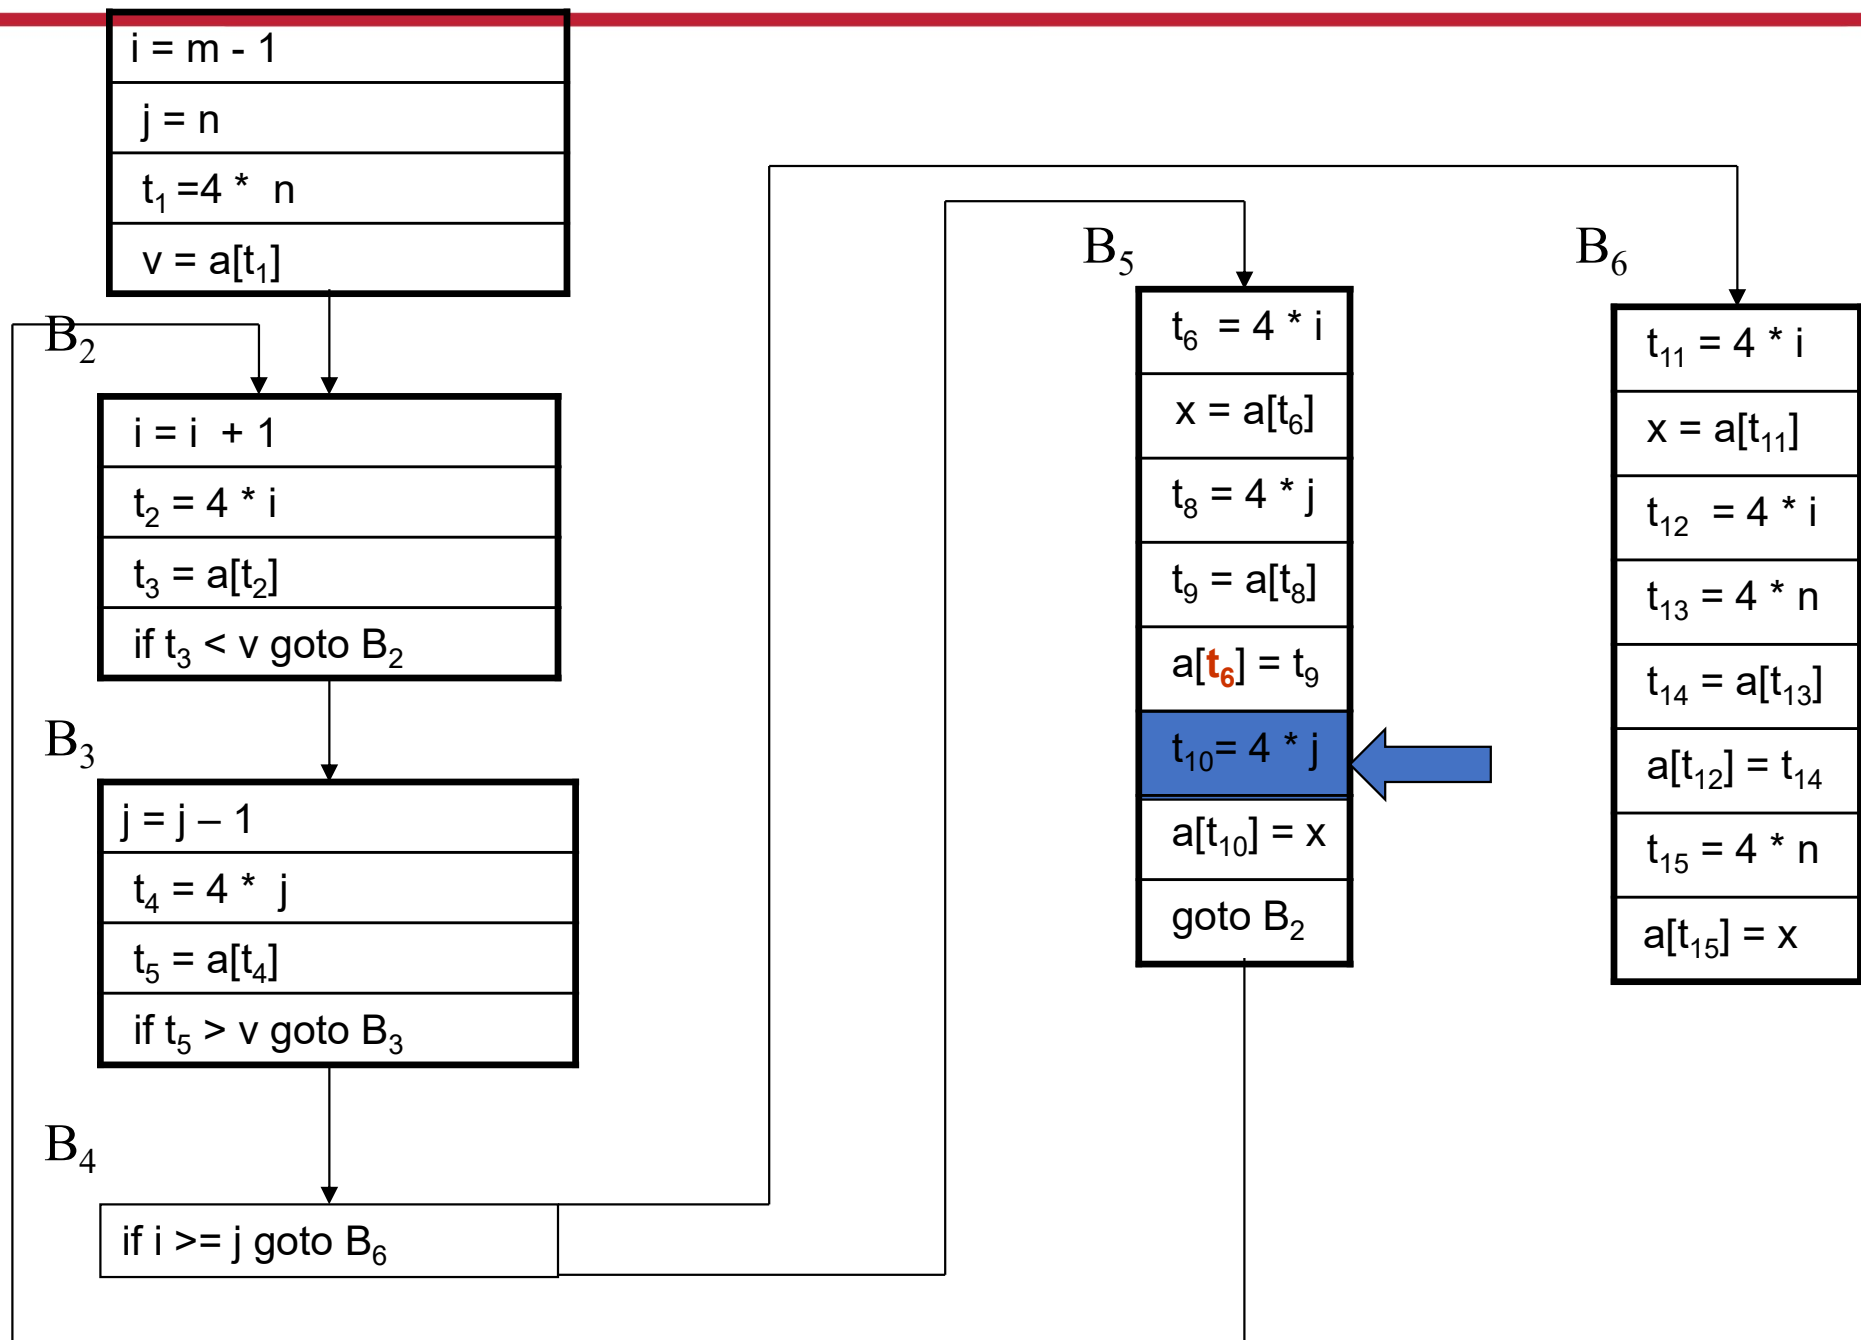 i = m - 1
j = n
t₁ =4 * n
v = a[t₁]
B₂
i = i + 1
t₂ = 4 * i
t₃ = a[t₂]
if t₃ < v goto B₂
B₃
j = j – 1
t₄ = 4 * j
t₅ = a[t₄]
if t₅ > v goto B₃
B₄
if i >= j goto B₆
B₅
t₆ = 4 * i
x = a[t₆]
t₈ = 4 * j
t₉ = a[t₈]
a[t₆] = t₉
t₁₀= 4 * j
a[t₁₀] = x
goto B₂
B₆
t₁₁ = 4 * i
x = a[t₁₁]
t₁₂ = 4 * i
t₁₃ = 4 * n
t₁₄ = a[t₁₃]
a[t₁₂] = t₁₄
t₁₅ = 4 * n
a[t₁₅] = x